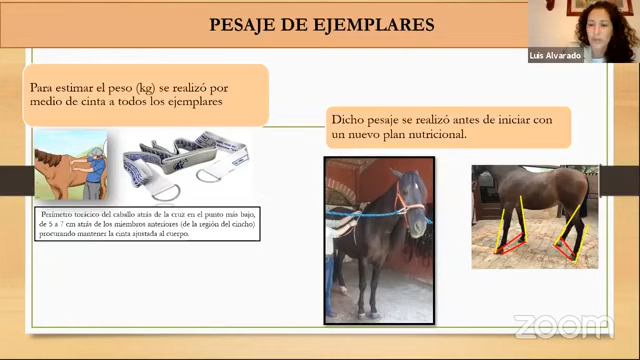 PESAJE DE EJEMPLARES
Luis Alvarado
Para estimar el peso (kg) se realizó por
medio de cinta a todos los ejemplares
Dicho pesaje se realizó antes de iniciar con
un nuevo plan nutricional.
Perímetro torácico del caballo atrás de la cruz en el punto más bajo,
de 5 a 7 cm atrás de los miembros anteriores (de la región del cincho)
procurando mantener la cinta ajustada al cuerpo.
zoom